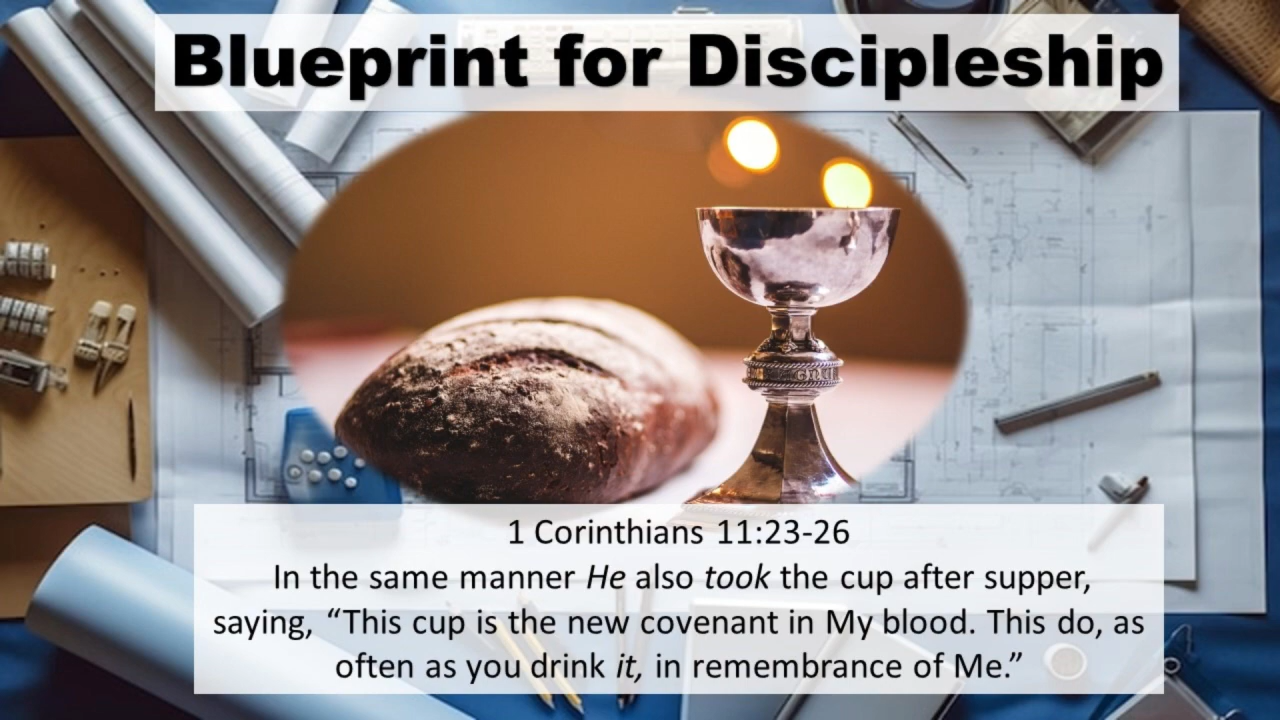 Blueprint for Discipleship
1 Corinthians 11:23-26
In the same manner He also took the cup after supper,
saying, “This cup is the new covenant in My blood. This do, as
often as you drink it, in remembrance of Me.”